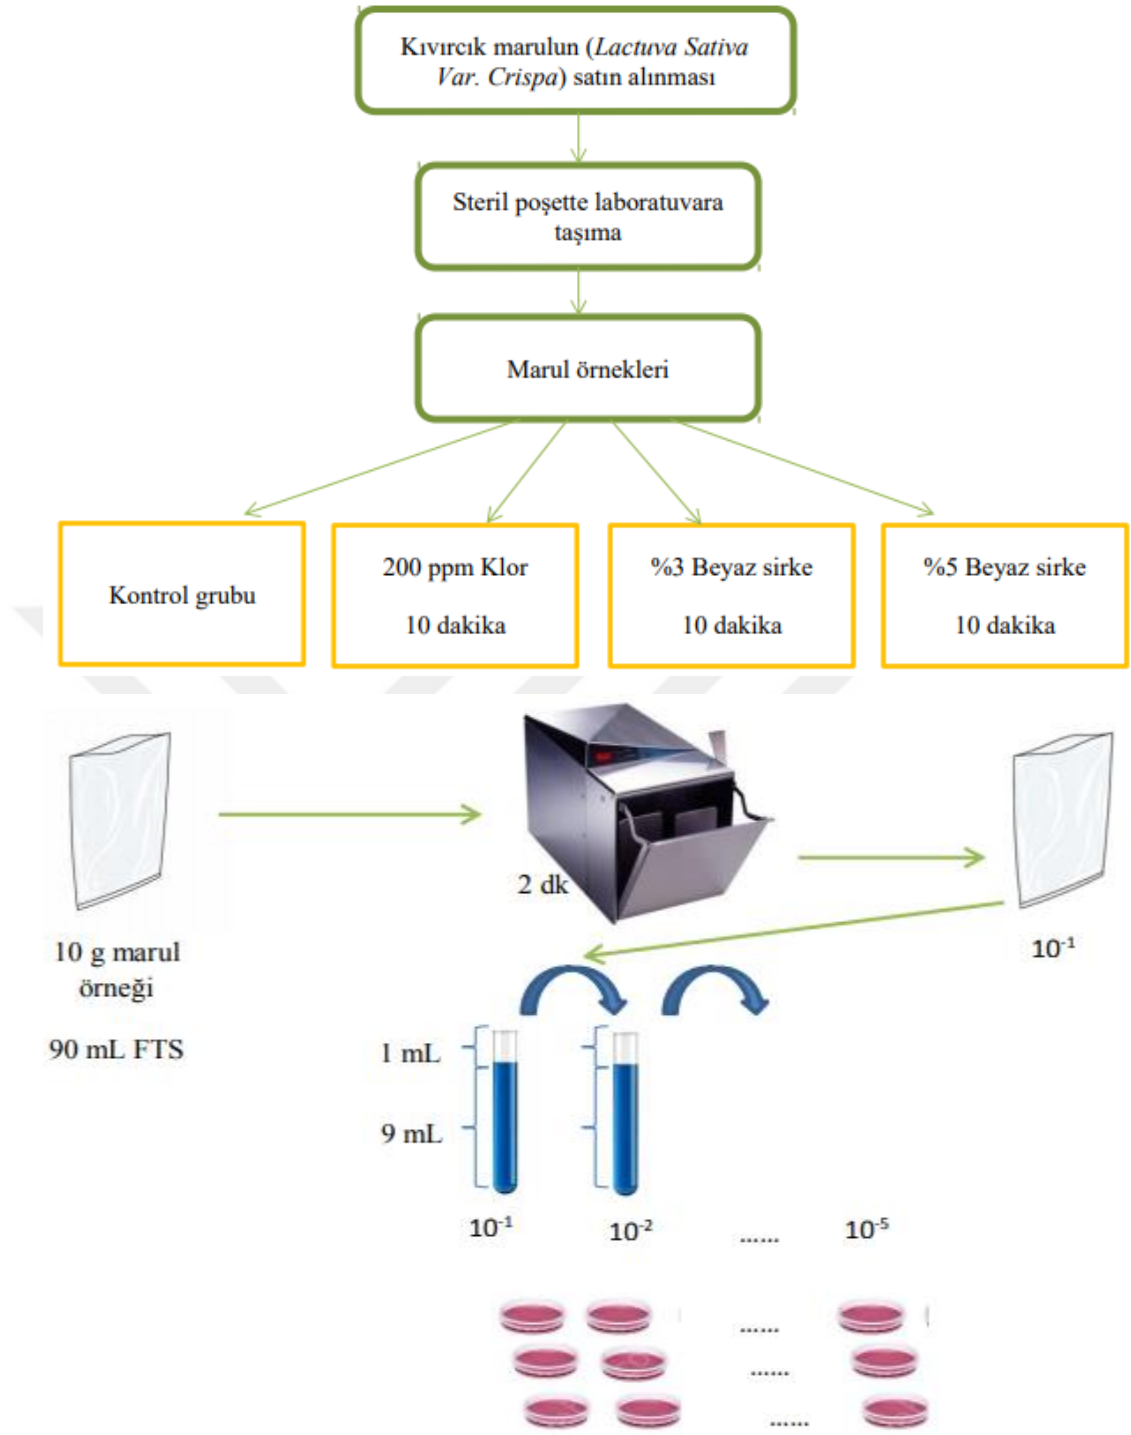 Kıvırcık marulun (Lactuva Sativa
Var. Crispa) satın alınması
Steril poşette laboratuvara
taşıma
Marul örnekleri
Kontrol grubu
200 ppm Klor
10 dakika
%3 Beyaz sirke
10 dakika
%5 Beyaz sirke
10 dakika
2 dk
10 g marul
örneği
90 mL FTS
10⁻¹
1 mL
9 mL
10⁻¹
10⁻²
......
10⁻⁵
......
......
......